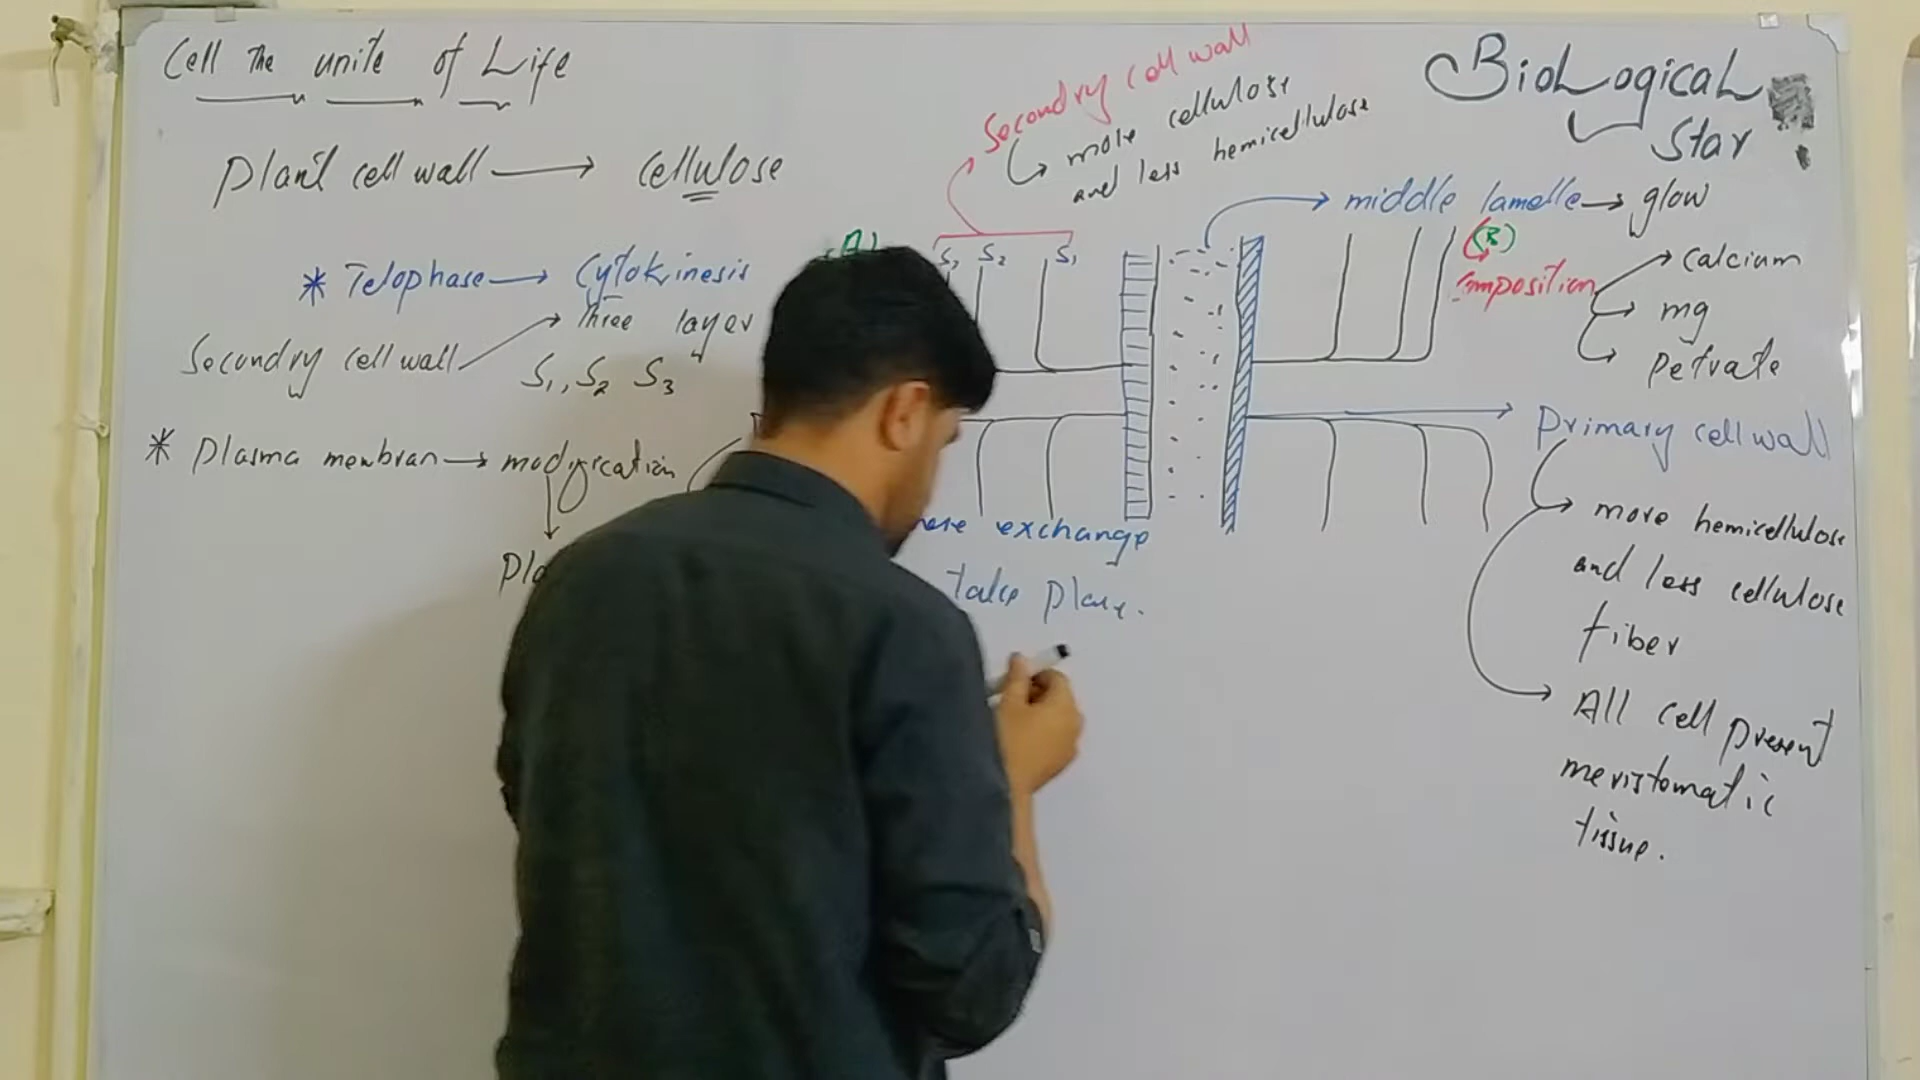 Cell The unite of Life
BioLogicaL
Star
Plant cell wall → cellulose
Secondry cell wall
more cellulose
and less hemicellulose
middle lamelle → glow
* Telophase → Cytokinesis
(A)
S2 S1
(B)
Composition
calcium
mg
Secondry cell wall → Three layer
S1, S2 S3
Petvate
* Plasma menbran → modification
Primary cell wall
exchange
take place.
more hemicellulose
and less cellulose
fiber
All cell present
meristomatic
tissue.